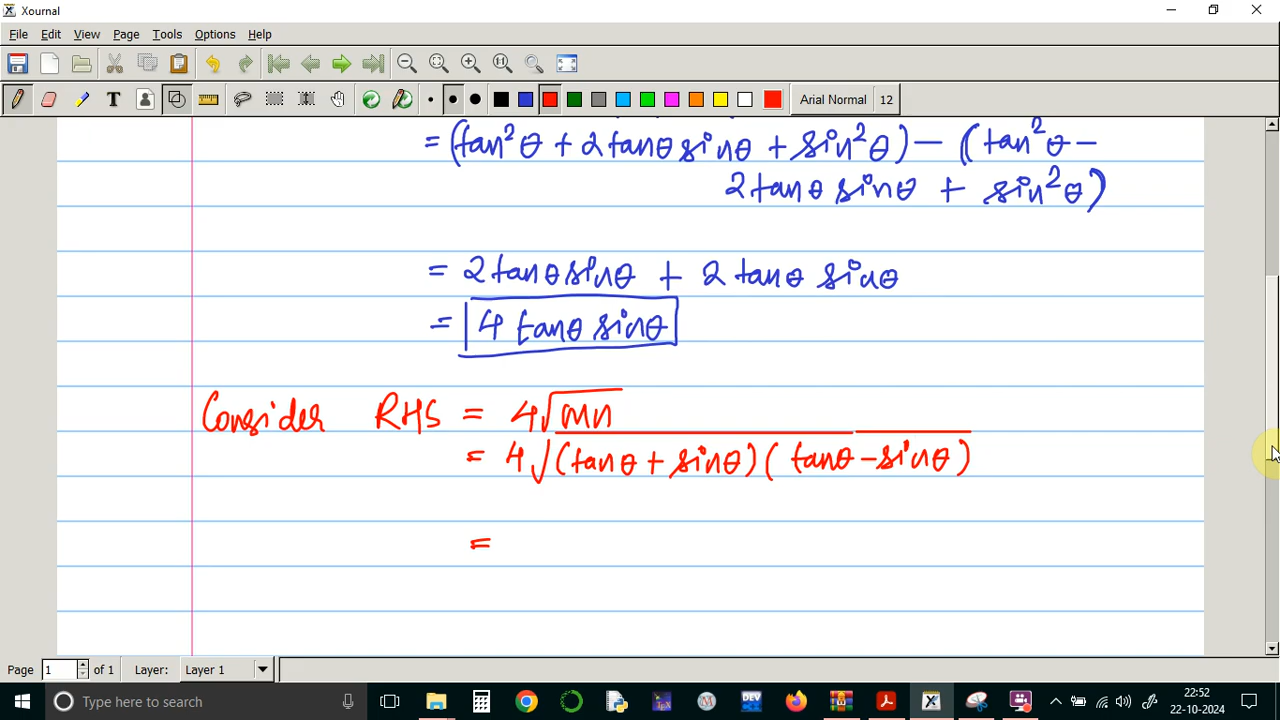 Xournal
File Edit View Page Tools Options Help
Arial Normal 12
= (tan²θ + 2tanθ sinθ + sin²θ) − (tan²θ −
2tanθ sinθ + sin²θ)
= 2tanθ sinθ + 2 tanθ sinθ
= 4 tanθ sinθ
Consider RHS = 4√mn
= 4√(tanθ + sinθ)(tanθ − sinθ)
=
Page 1 of 1 Layer: Layer 1
Type here to search
22:52
22-10-2024